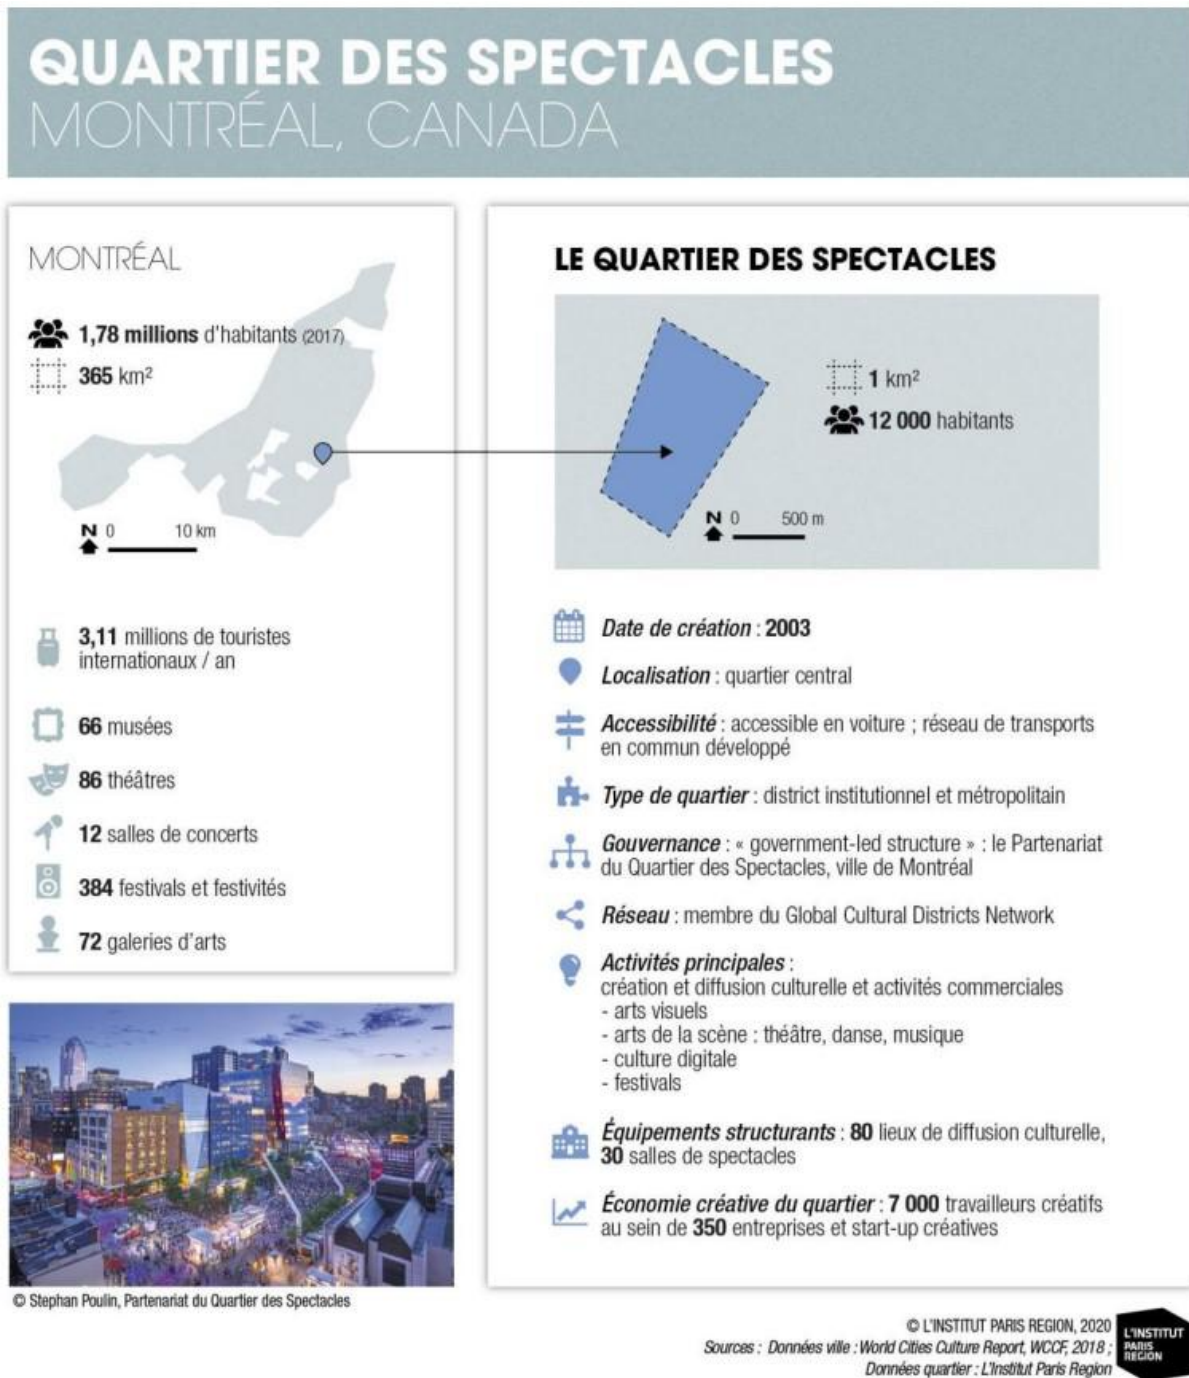 QUARTIER DES SPECTACLES
MONTRÉAL, CANADA
MONTRÉAL
1,78 millions d'habitants (2017)
365 km²
N 0 10 km
3,11 millions de touristes
internationaux / an
66 musées
86 théâtres
12 salles de concerts
384 festivals et festivités
72 galeries d'arts
© Stephan Poulin, Partenariat du Quartier des Spectacles
LE QUARTIER DES SPECTACLES
1 km²
12 000 habitants
N 0 500 m
Date de création : 2003
Localisation : quartier central
Accessibilité : accessible en voiture ; réseau de transports
en commun développé
Type de quartier : district institutionnel et métropolitain
Gouvernance : « government-led structure » : le Partenariat
du Quartier des Spectacles, ville de Montréal
Réseau : membre du Global Cultural Districts Network
Activités principales :
création et diffusion culturelle et activités commerciales
- arts visuels
- arts de la scène : théâtre, danse, musique
- culture digitale
- festivals
Équipements structurants : 80 lieux de diffusion culturelle,
30 salles de spectacles
Économie créative du quartier : 7 000 travailleurs créatifs
au sein de 350 entreprises et start-up créatives
© L'INSTITUT PARIS REGION, 2020
Sources : Données ville : World Cities Culture Report, WCCF, 2018 ;
Données quartier : L'Institut Paris Region
L'INSTITUT
PARIS
REGION